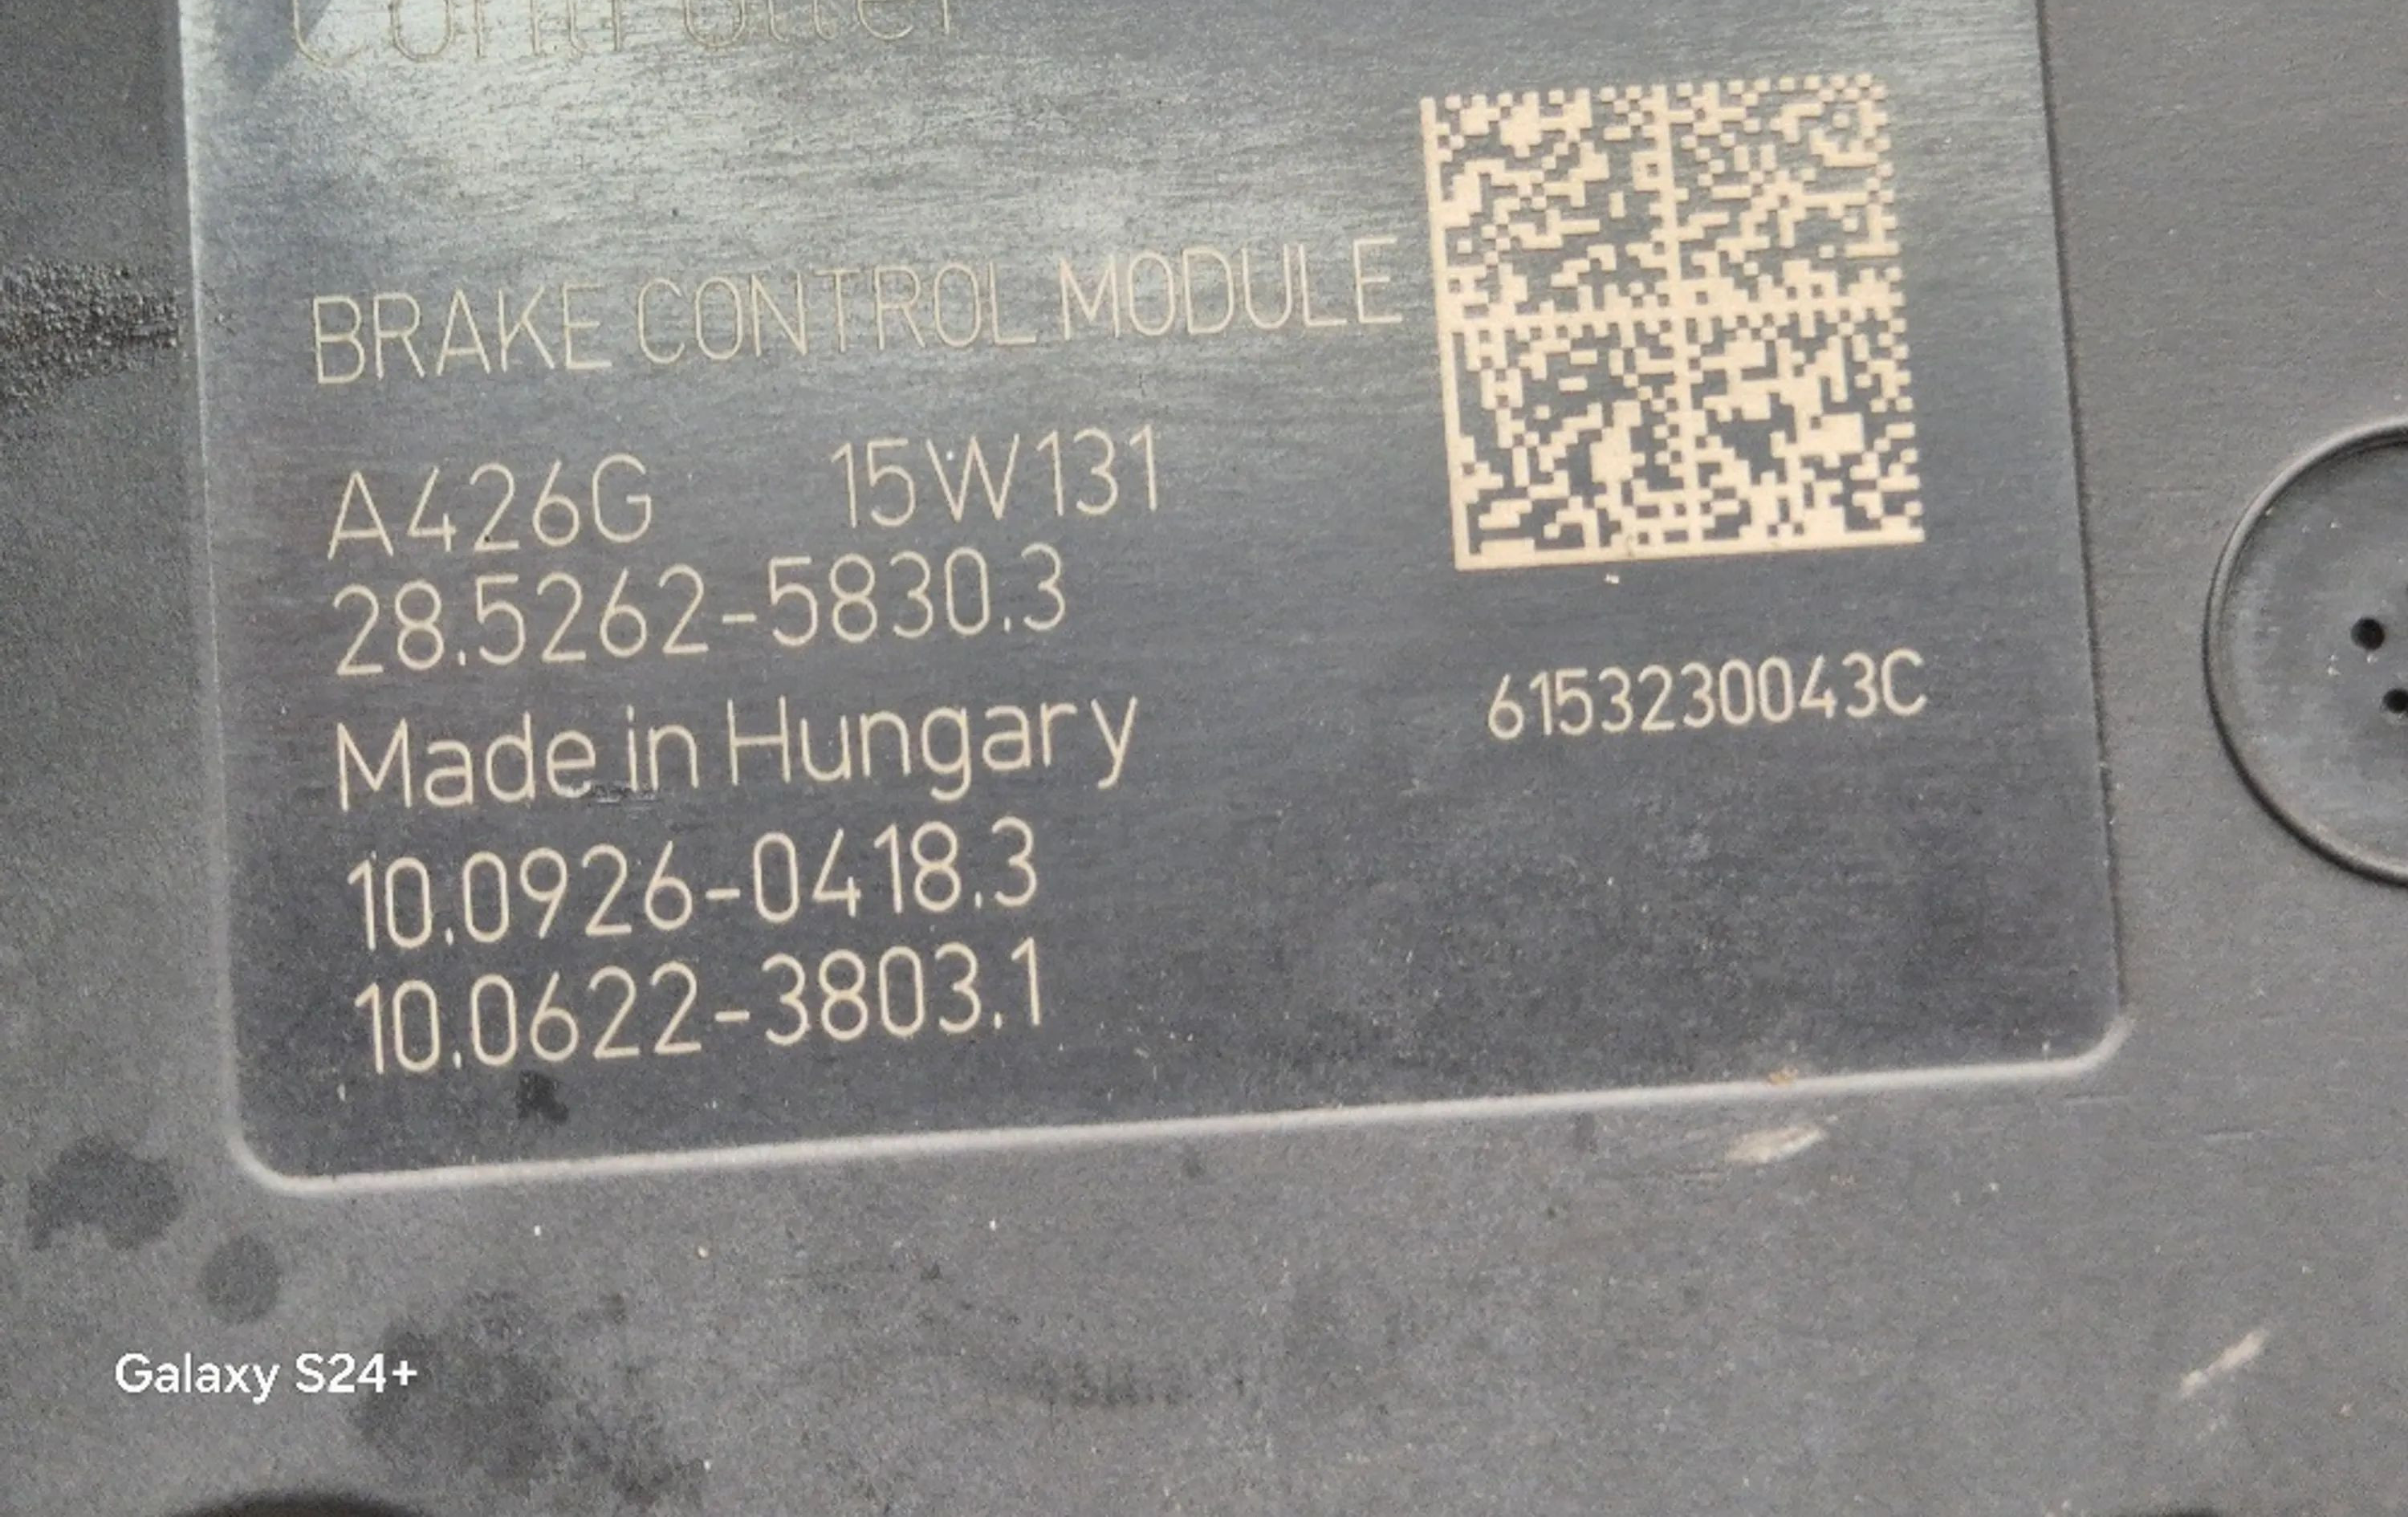 Controller
BRAKE CONTROL MODULE
A426G 15W131
28.5262-5830.3
Made in Hungary
6153230043C
10.0926-0418.3
10.0622-3803.1
Galaxy S24+